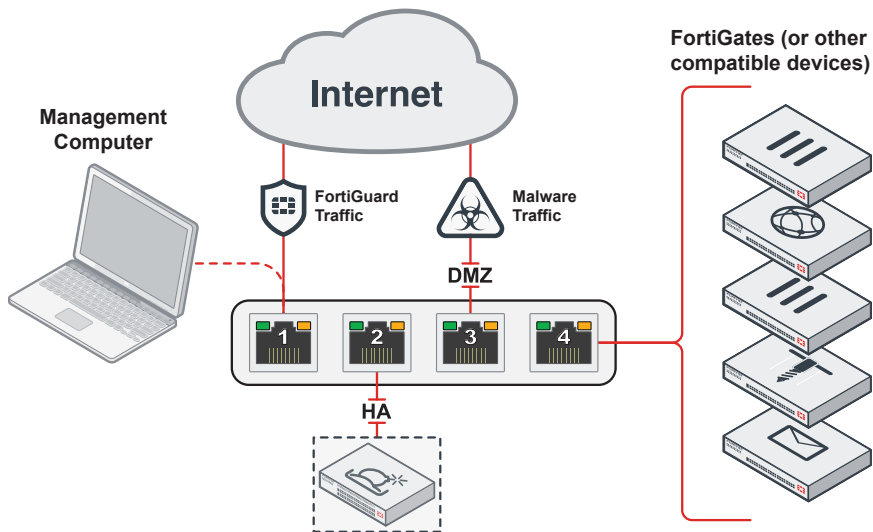 FortiGates (or other
compatible devices)
Internet
Management
Computer
FortiGuard
Traffic
Malware
Traffic
DMZ
1
2
3
4
HA